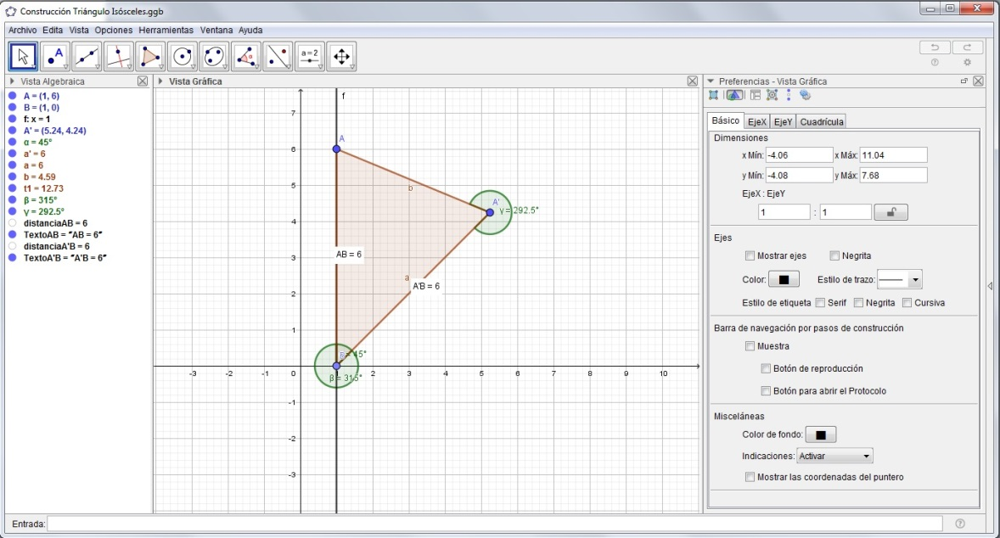 Construcción Triángulo Isósceles.ggb
Archivo Edita Vista Opciones Herramientas Ventana Ayuda
A
a = 2
Vista Algebraica
A = (1, 6)
B = (1, 0)
f: x = 1
A' = (5.24, 4.24)
α = 45°
a' = 6
a = 6
b = 4.59
t1 = 12.73
β = 315°
γ = 292.5°
distanciaAB = 6
TextoAB = "AB = 6"
distanciaA'B = 6
TextoA'B = "A'B = 6"
Vista Gráfica
f
7
A
6
b
5
A'
γ = 292.5°
4
AB = 6
3
a
A'B = 6
2
1
B
= 45°
-3 -2 -1 0 1 2 3 4 5 6 7 8 9 10
β = 315°
-1
-2
-3
Preferencias - Vista Gráfica
Básico EjeX EjeY Cuadrícula
Dimensiones
x Mín: -4.06 x Máx: 11.04
y Mín: -4.08 y Máx: 7.68
EjeX : EjeY
1 : 1
Ejes
Mostrar ejes Negrita
Color: Estilo de trazo:
Estilo de etiqueta Serif Negrita Cursiva
Barra de navegación por pasos de construcción
Muestra
Botón de reproducción
Botón para abrir el Protocolo
Misceláneas
Color de fondo:
Indicaciones: Activar
Mostrar las coordenadas del puntero
Entrada: